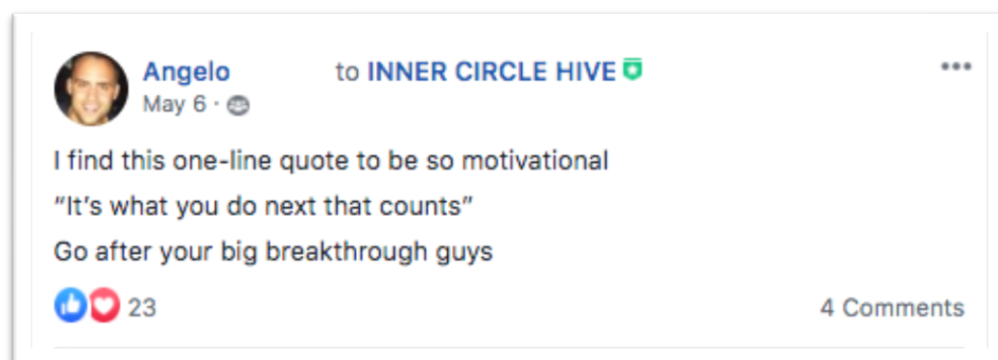 Angelo to INNER CIRCLE HIVE
May 6 ·
I find this one-line quote to be so motivational
“It’s what you do next that counts”
Go after your big breakthrough guys
23 4 Comments